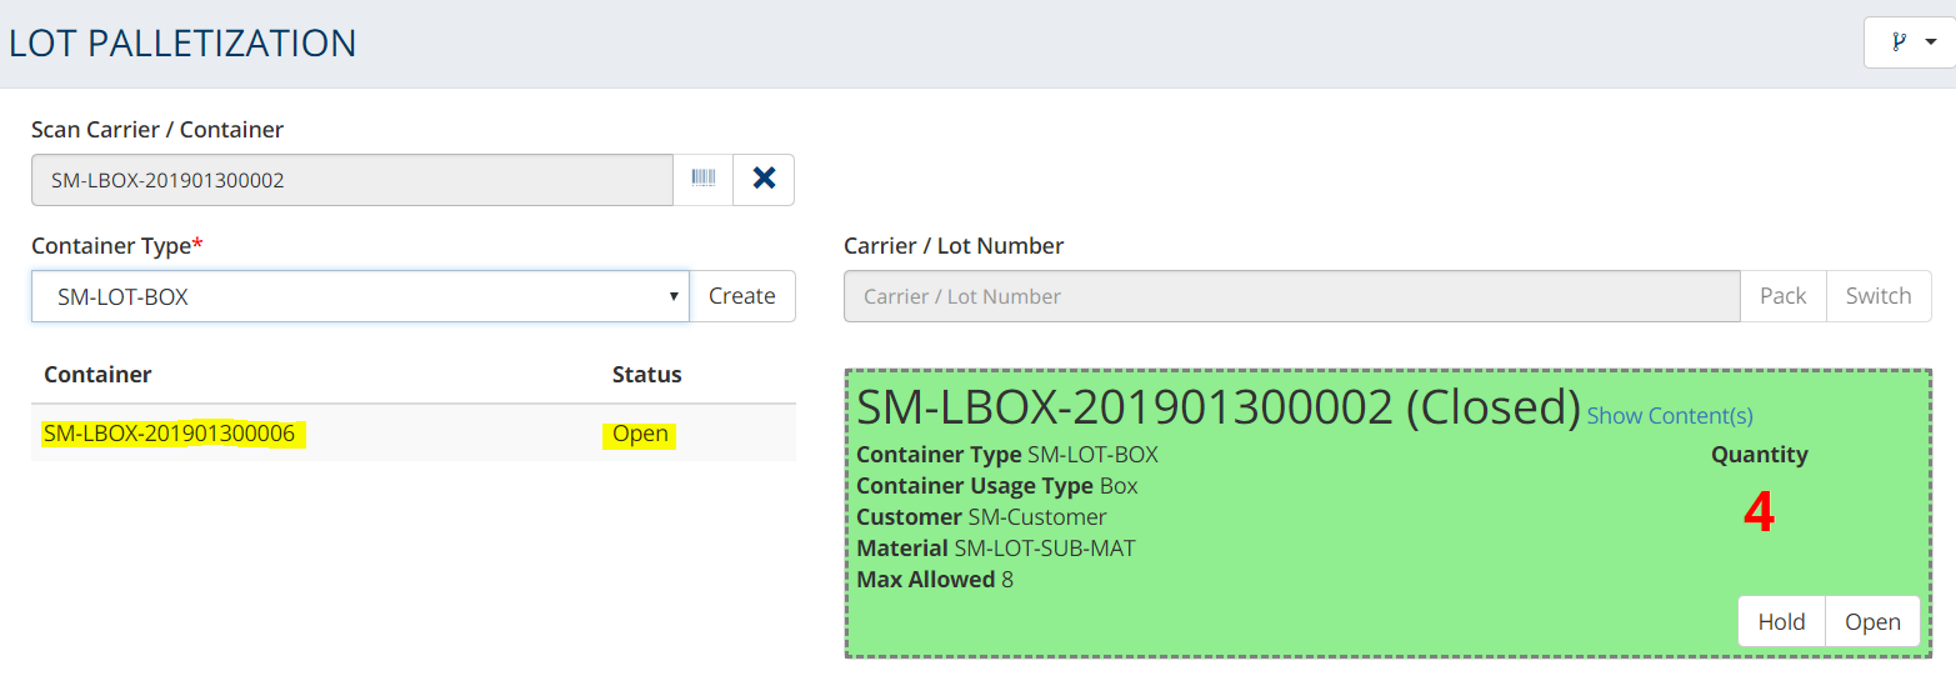 LOT PALLETIZATION
Scan Carrier / Container
SM-LBOX-201901300002
Container Type*
SM-LOT-BOX
Create
Carrier / Lot Number
Carrier / Lot Number
Pack
Switch
Container Status
SM-LBOX-201901300006 Open
SM-LBOX-201901300002 (Closed) Show Content(s)
Container Type SM-LOT-BOX
Container Usage Type Box
Customer SM-Customer
Material SM-LOT-SUB-MAT
Max Allowed 8
Quantity
4
Hold
Open